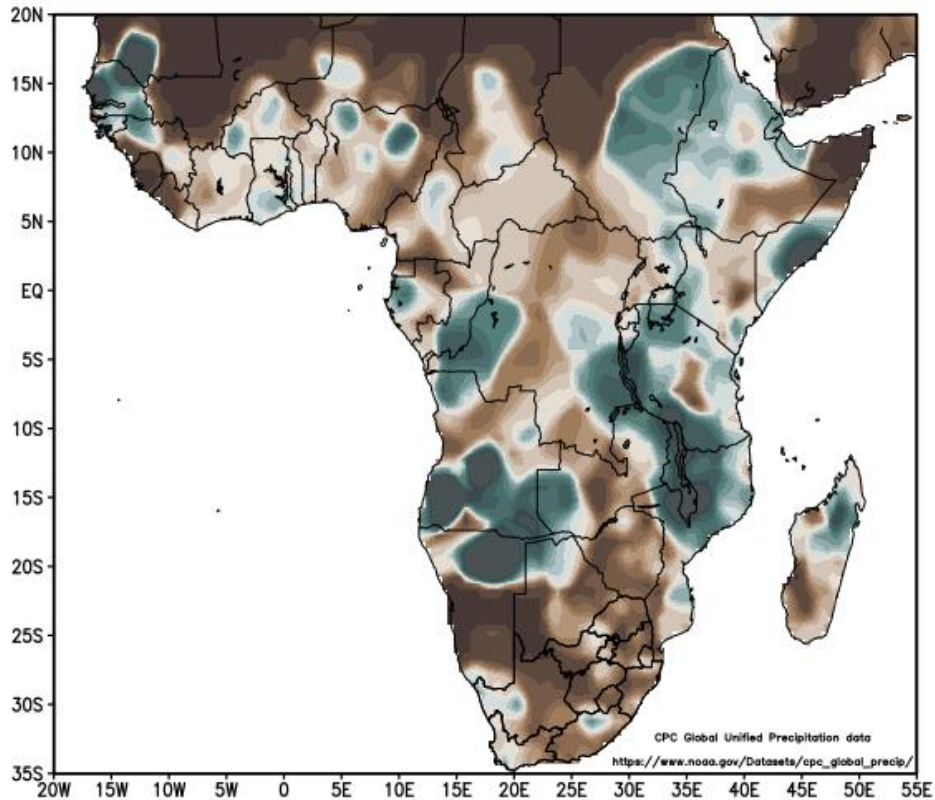 20N
15N
10N
5N
EQ
5S
10S
15S
20S
25S
30S
35S
CPC Global Unified Precipitation data
https://www.noaa.gov/Datasets/cpc_global_precip/
20W 15W 10W 5W 0 5E 10E 15E 20E 25E 30E 35E 40E 45E 50E 55E